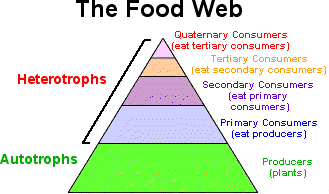 The Food Web
Quaternary Consumers
(eat tertiary consumers)
Tertiary Consumers
(eat secondary consumers)
Heterotrophs
Secondary Consumers
(eat primary
consumers)
Primary Consumers
(eat producers)
Autotrophs
Producers
(plants)